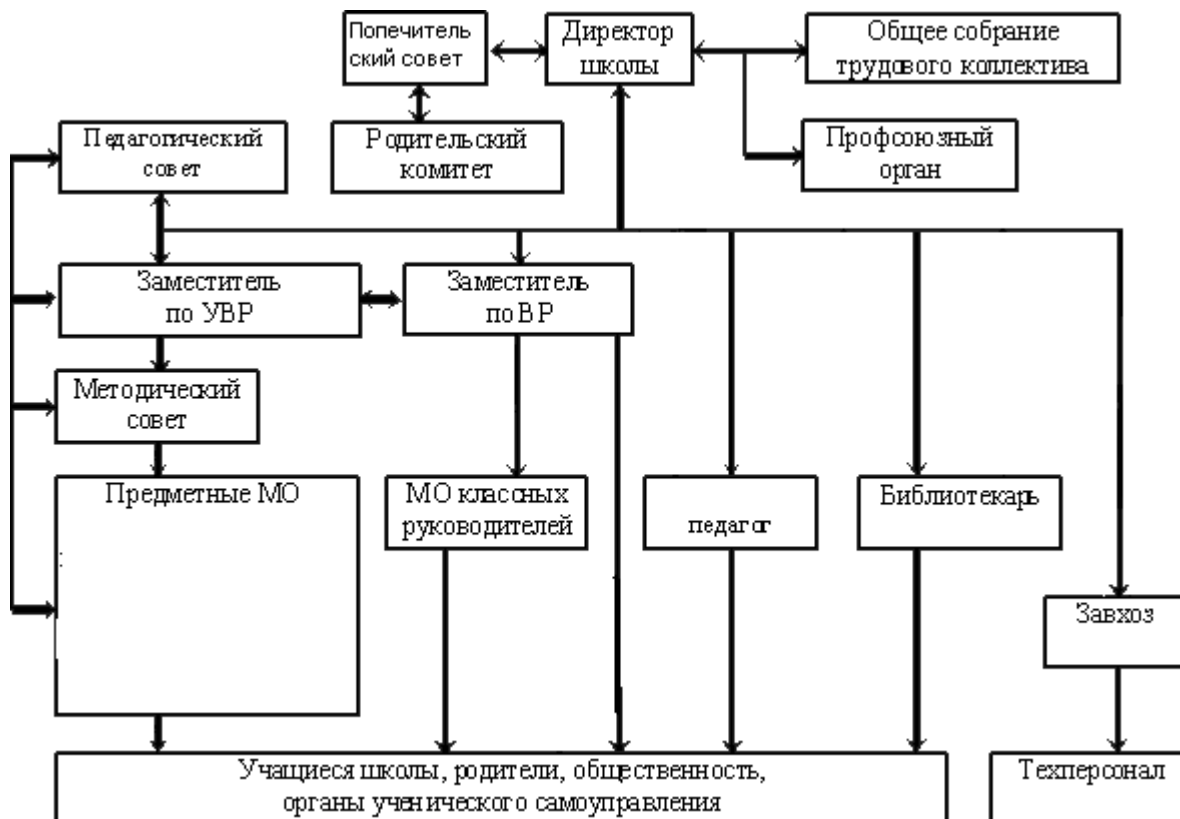 Попечитель
ский совет
Директор
школы
Общее собрание
трудового коллектива
Педагогический
совет
Родительский
комитет
Профсоюзный
орган
Заместитель
по УВР
Заместитель
по ВР
Методический
совет
Предметные МО
:
МО классных
руководителей
педагог
Библиотекарь
Завхоз
Учащиеся школы, родители, общественность,
органы ученического самоуправления
Техперсонал